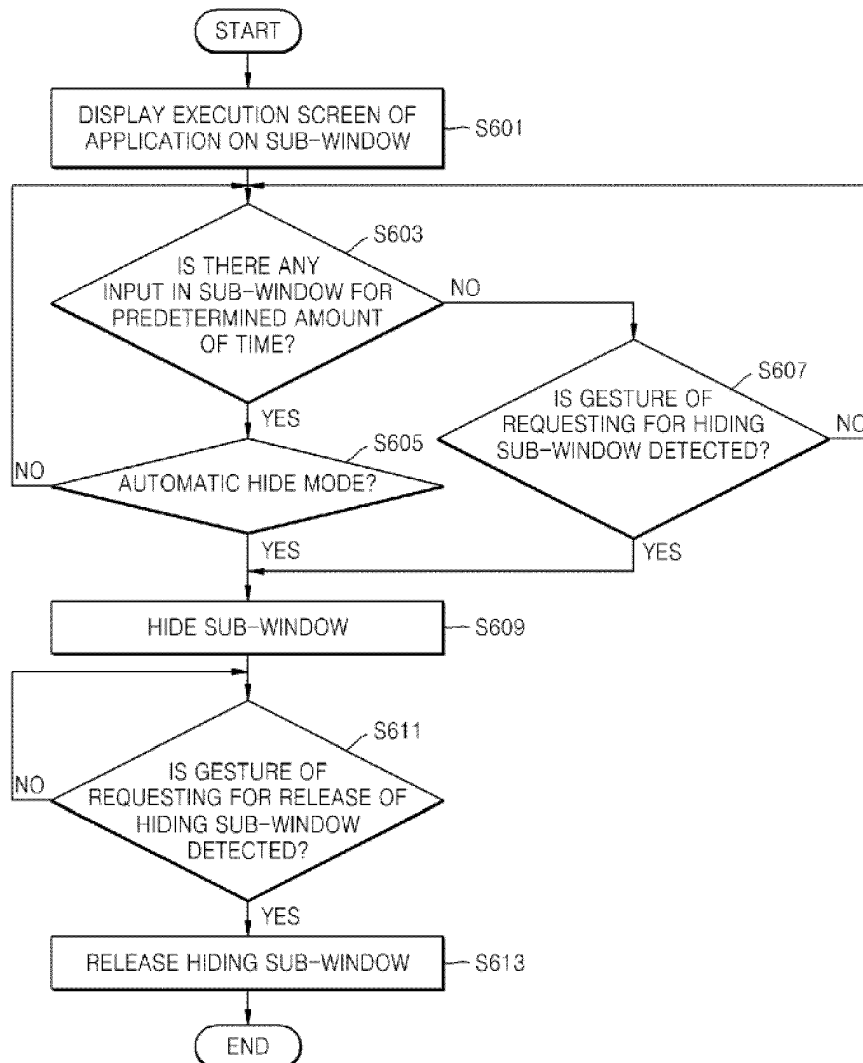 START
DISPLAY EXECUTION SCREEN OF
APPLICATION ON SUB-WINDOW
S601
S603
IS THERE ANY
INPUT IN SUB-WINDOW FOR
PREDETERMINED AMOUNT
OF TIME?
NO
YES
S607
IS GESTURE OF
REQUESTING FOR HIDING
SUB-WINDOW DETECTED?
NO
YES
S605
AUTOMATIC HIDE MODE?
NO
YES
HIDE SUB-WINDOW
S609
S611
IS GESTURE OF
REQUESTING FOR RELEASE OF
HIDING SUB-WINDOW
DETECTED?
NO
YES
RELEASE HIDING SUB-WINDOW
S613
END